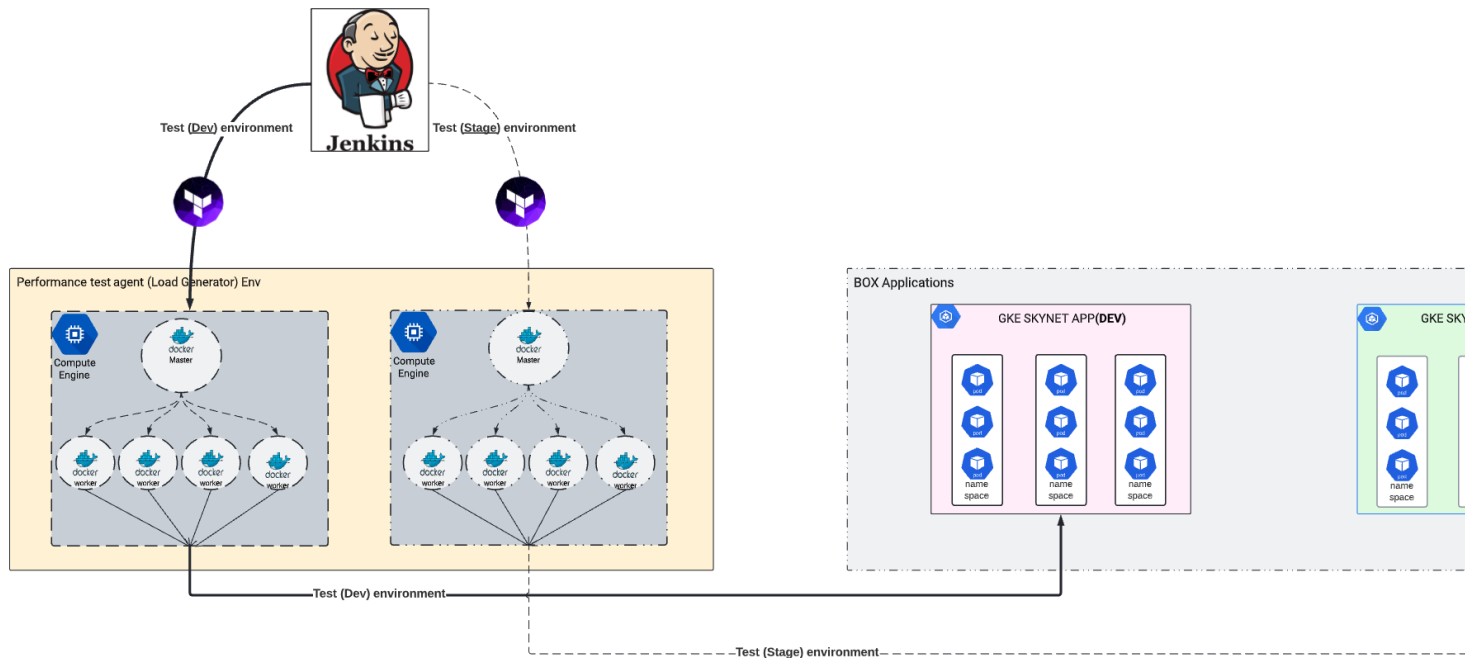 Jenkins
Test (Dev) environment
Test (Stage) environment
Performance test agent (Load Generator) Env
Compute
Engine
docker
Master
docker
worker
docker
worker
docker
worker
docker
worker
Compute
Engine
docker
Master
docker
worker
docker
worker
docker
worker
docker
worker
BOX Applications
GKE SKYNET APP(DEV)
pod
pod
pod
name
space
pod
pod
pod
name
space
pod
pod
pod
name
space
GKE SKY
pod
pod
pod
name
space
Test (Dev) environment
Test (Stage) environment